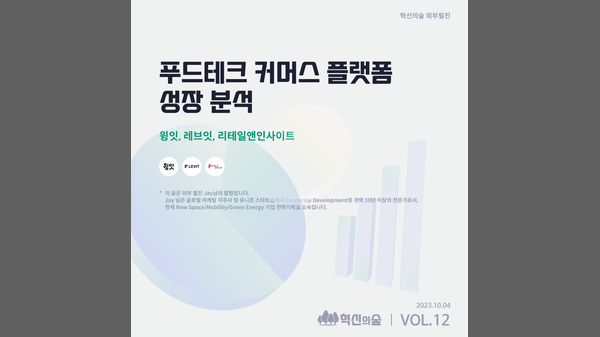 혁신의숲 외부필진
푸드테크 커머스 플랫폼
성장 분석
윙잇, 레브잇, 리테일앤인사이트
윙잇 LEVIT
* 이 글은 외부 필진 Jay님의 칼럼입니다.
Jay 님은 글로벌 마케팅 지주사 및 유니콘 스타트업에서 Corporate Development로 경력 10년 이상의 전문가로서,
현재 New Space/Mobility/Green Energy 기업 전략기획실 소속입니다.
2023.10.04
혁신의숲 | VOL.12